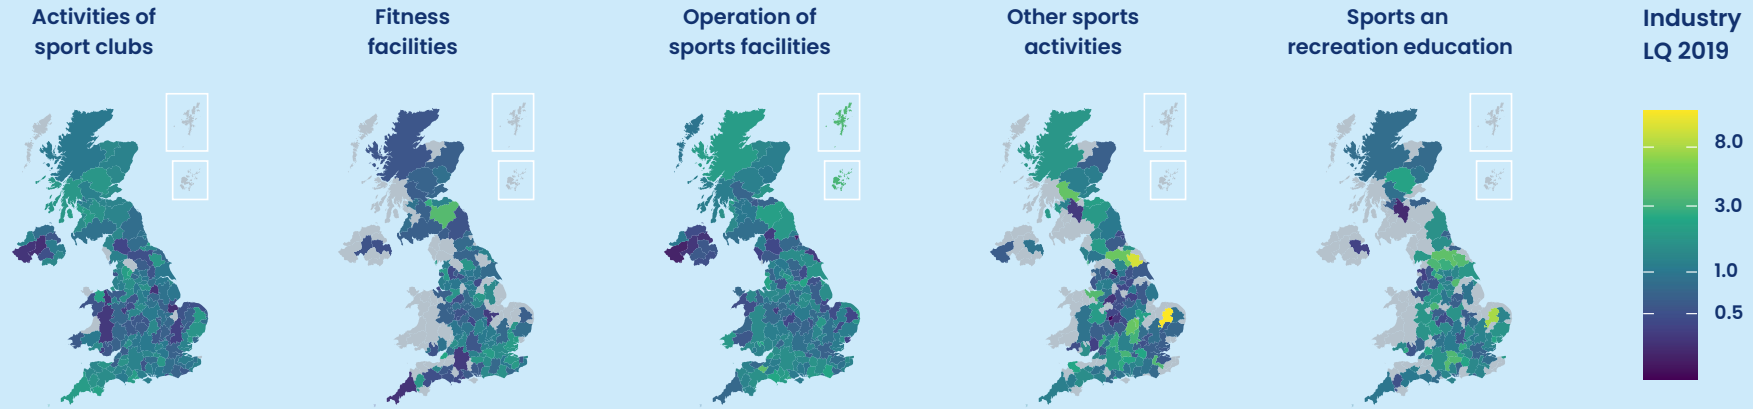 Activities of
sport clubs
Fitness
facilities
Operation of
sports facilities
Other sports
activities
Sports an
recreation education
Industry
LQ 2019
8.0
3.0
1.0
0.5